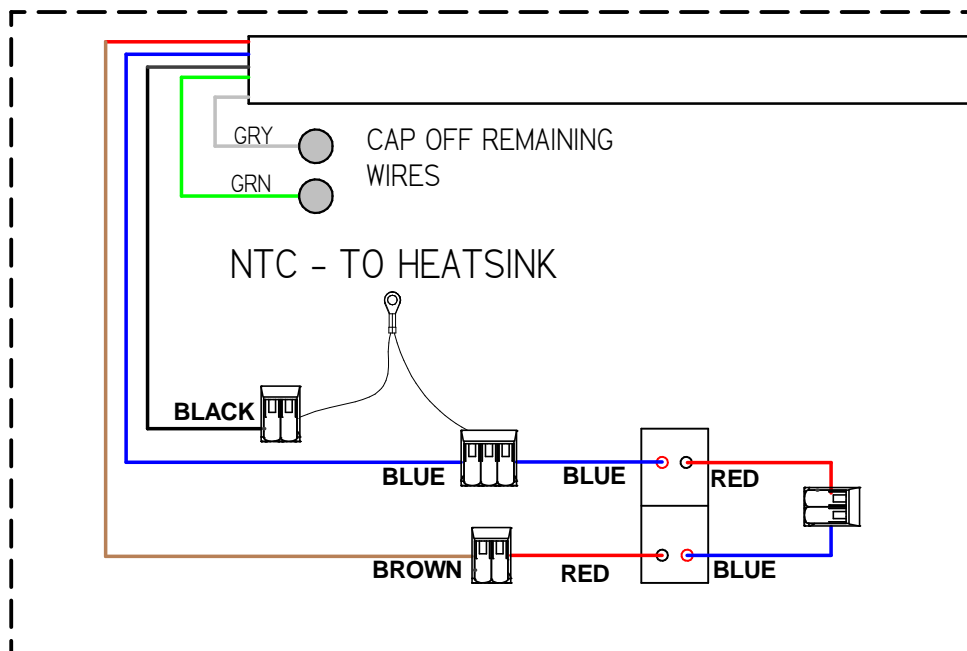 GRY
CAP OFF REMAINING
WIRES
GRN
NTC - TO HEATSINK
BLACK
BLUE
BLUE
RED
BROWN
RED
BLUE